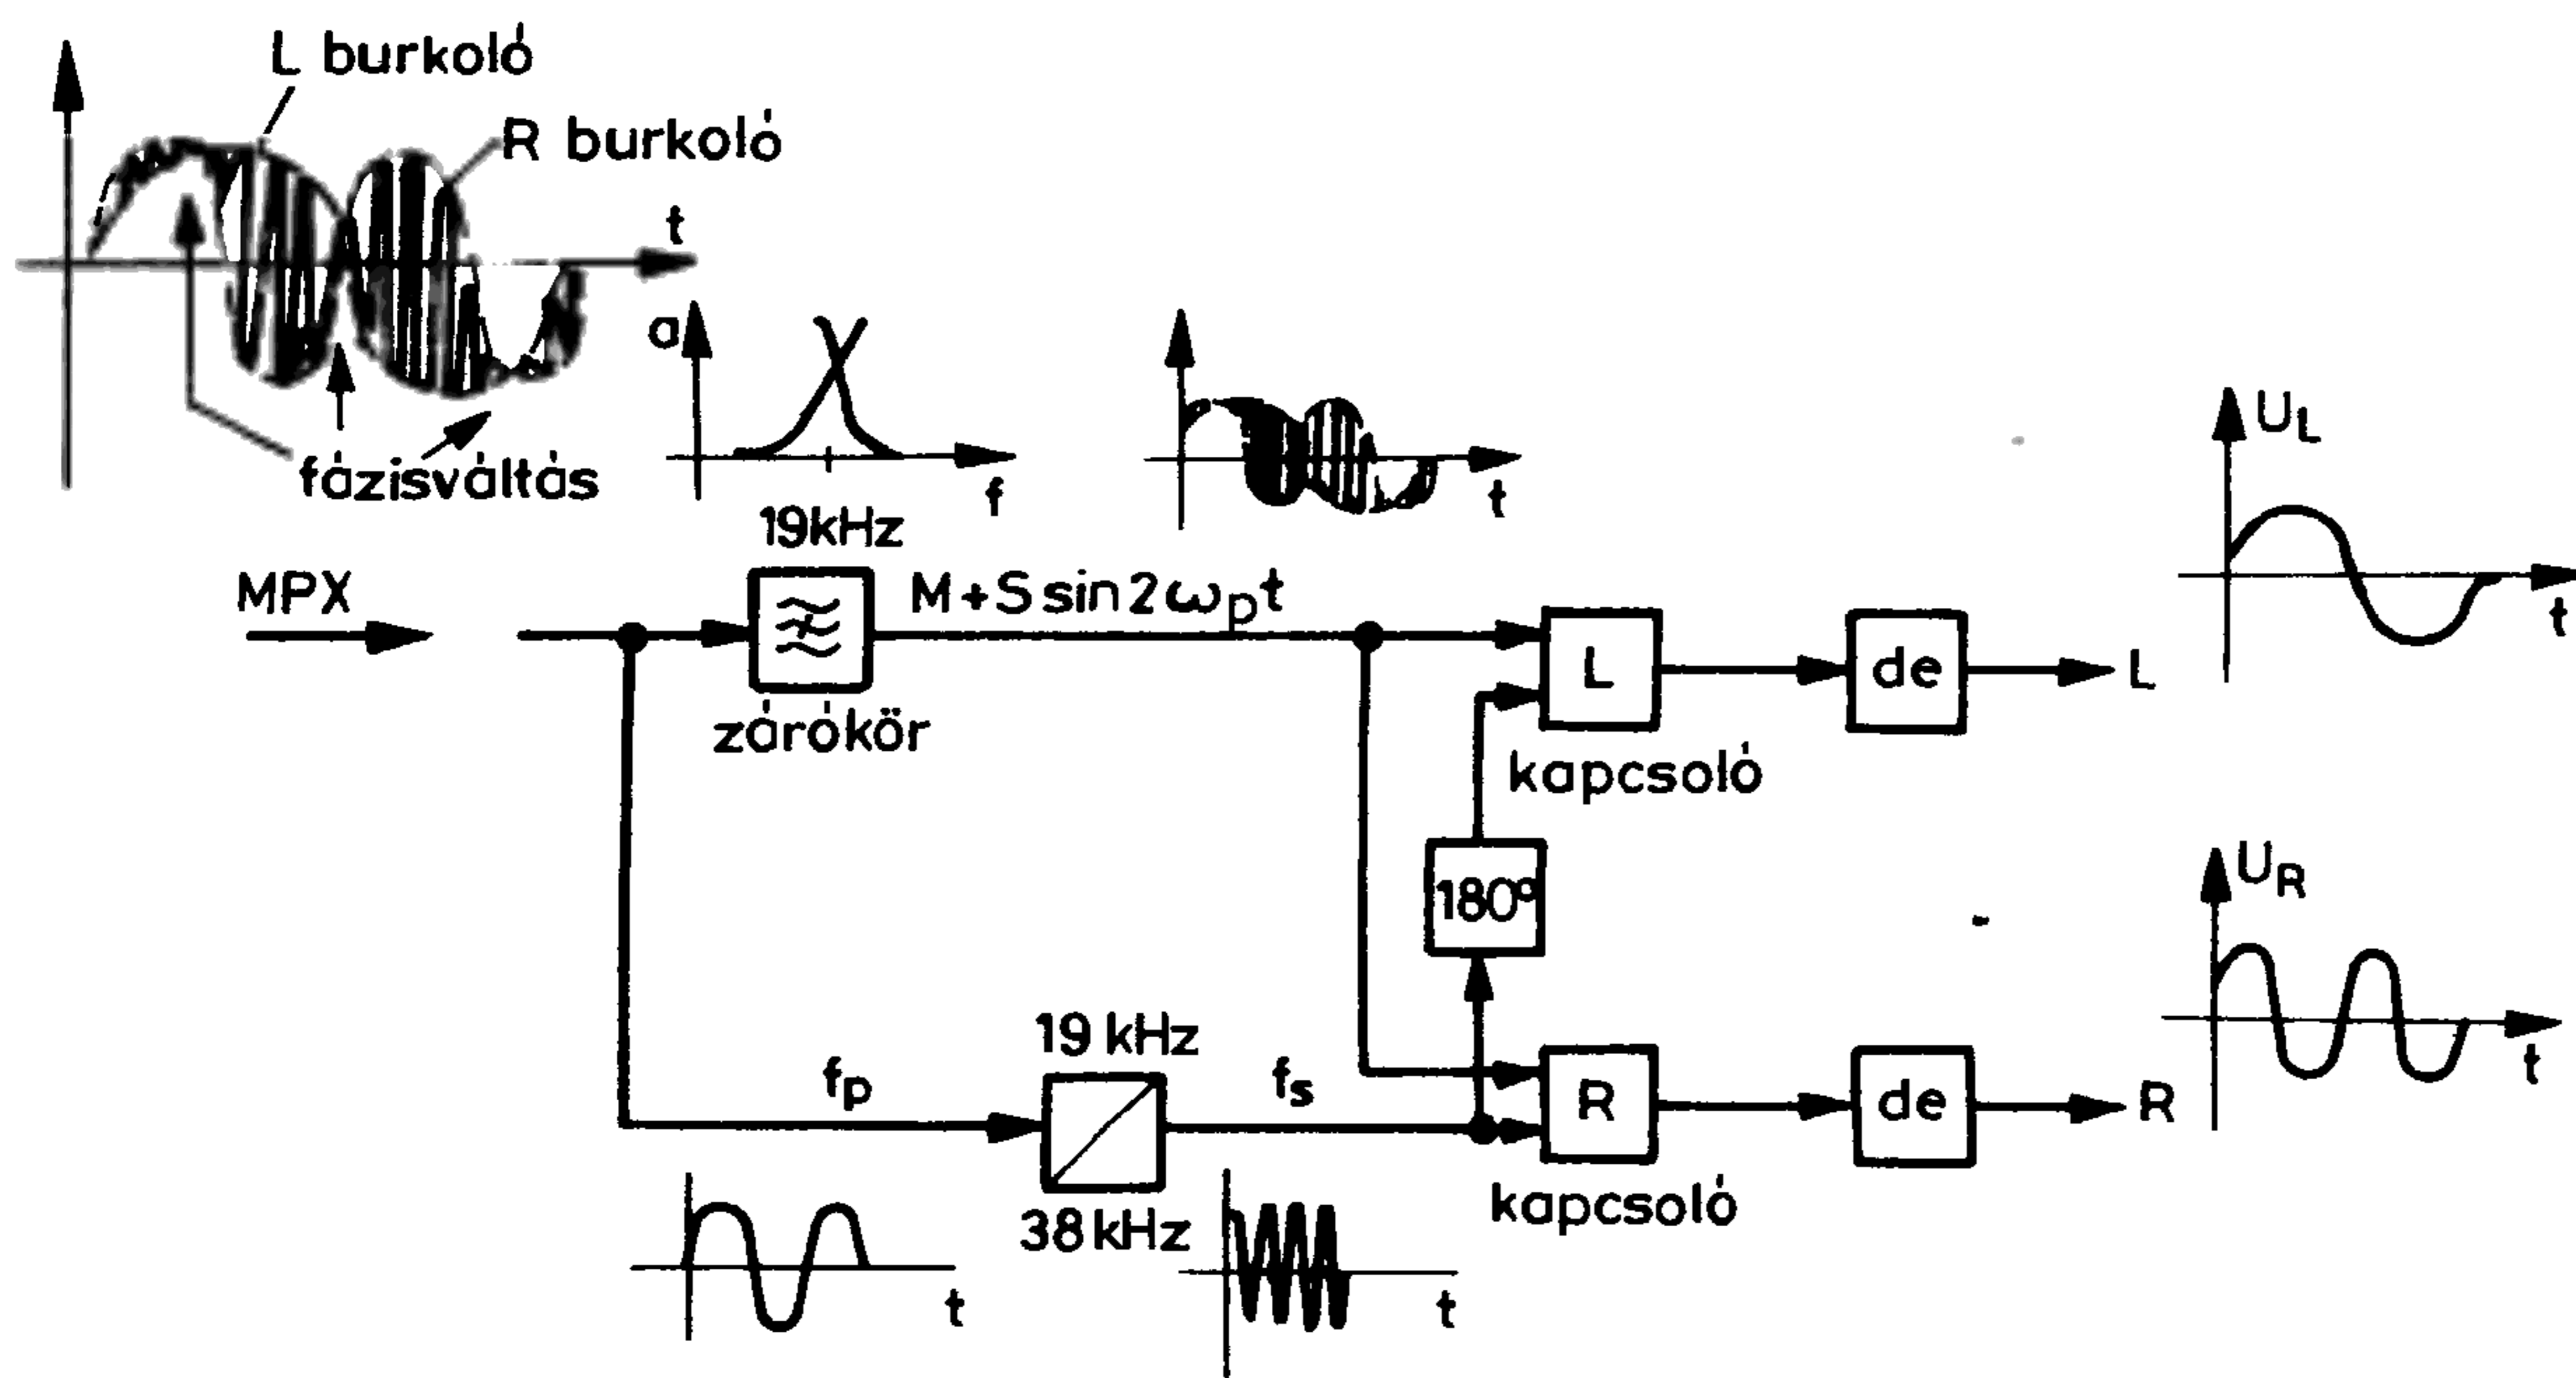 L burkoló
R burkoló
t
fázisváltás
a
f
t
U_L
t
19kHz
MPX
M+S sin2ω_pt
zárókör
L
de
L
kapcsoló
180°
U_R
t
19 kHz
f_p
f_s
R
de
R
38kHz
kapcsoló
t
t